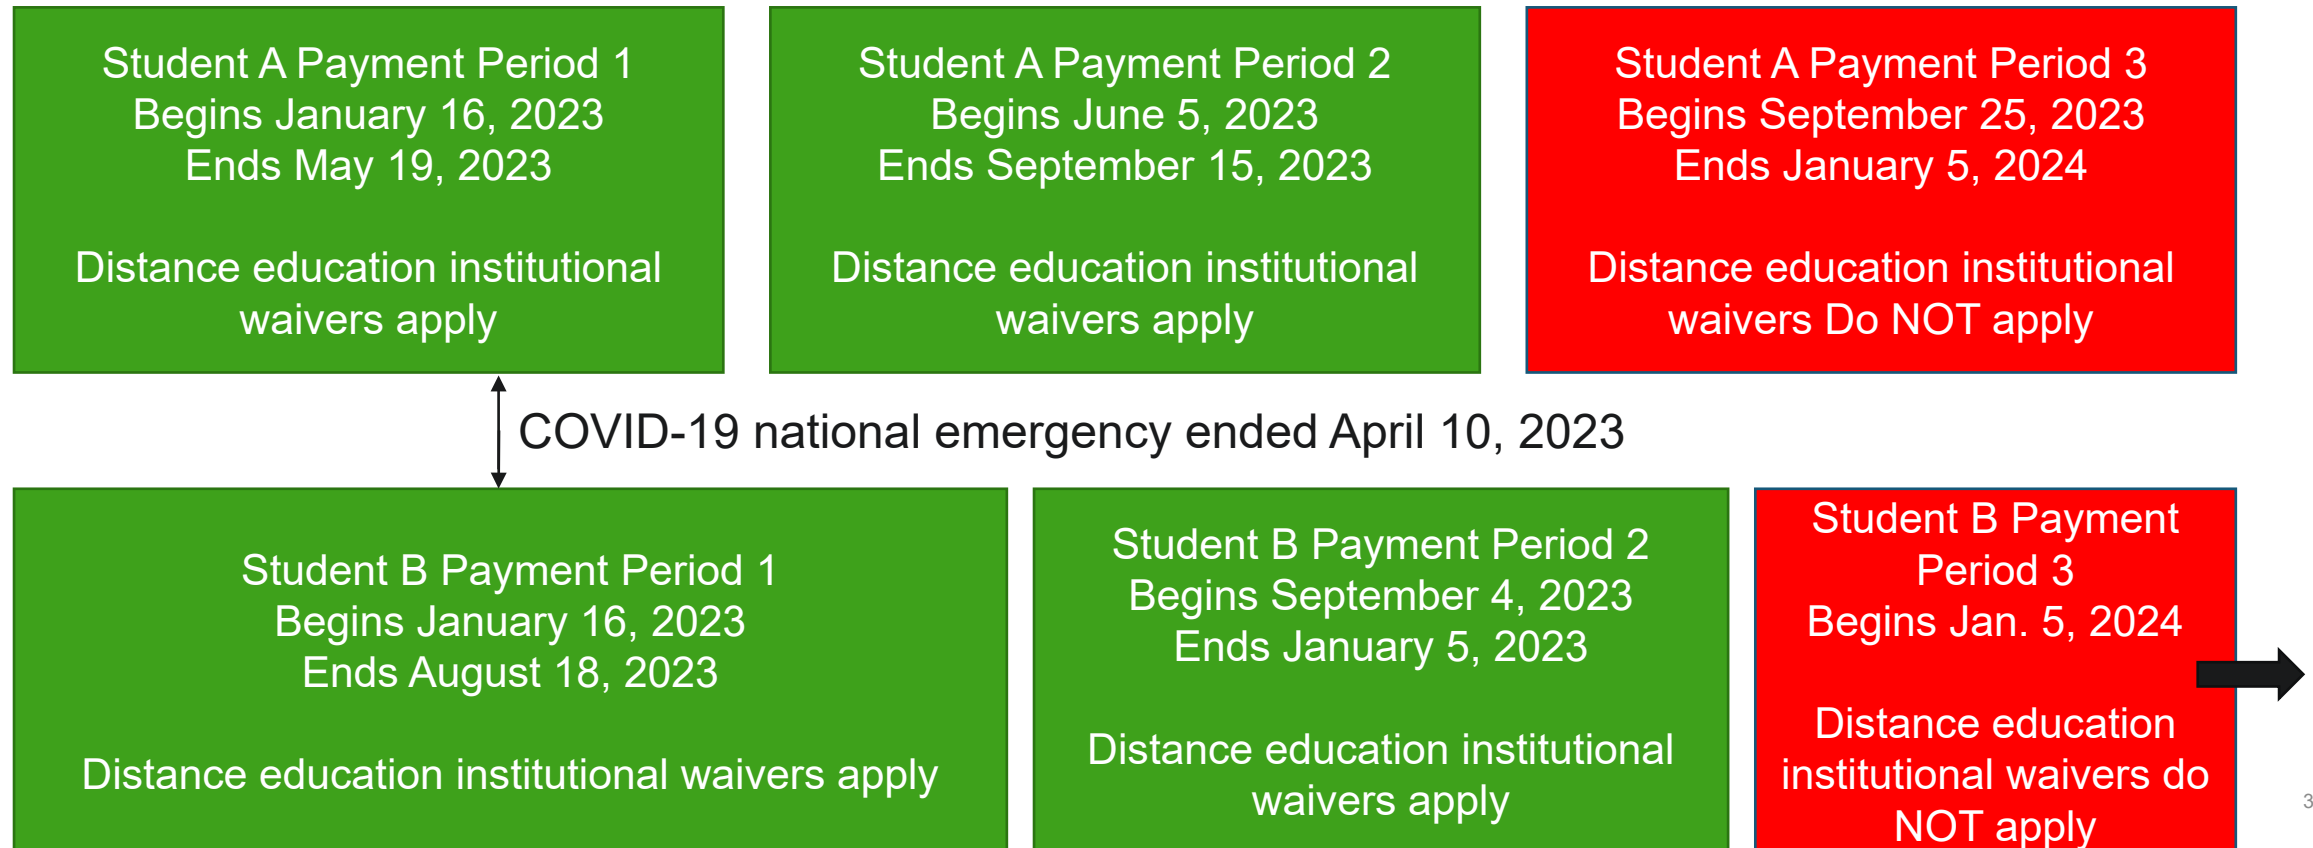 Student A Payment Period 1
Begins January 16, 2023
Ends May 19, 2023
Distance education institutional
waivers apply
Student A Payment Period 2
Begins June 5, 2023
Ends September 15, 2023
Distance education institutional
waivers apply
Student A Payment Period 3
Begins September 25, 2023
Ends January 5, 2024
Distance education institutional
waivers Do NOT apply
COVID-19 national emergency ended April 10, 2023
Student B Payment Period 1
Begins January 16, 2023
Ends August 18, 2023
Distance education institutional waivers apply
Student B Payment Period 2
Begins September 4, 2023
Ends January 5, 2023
Distance education institutional
waivers apply
Student B Payment
Period 3
Begins Jan. 5, 2024
Distance education
institutional waivers do
NOT apply
3